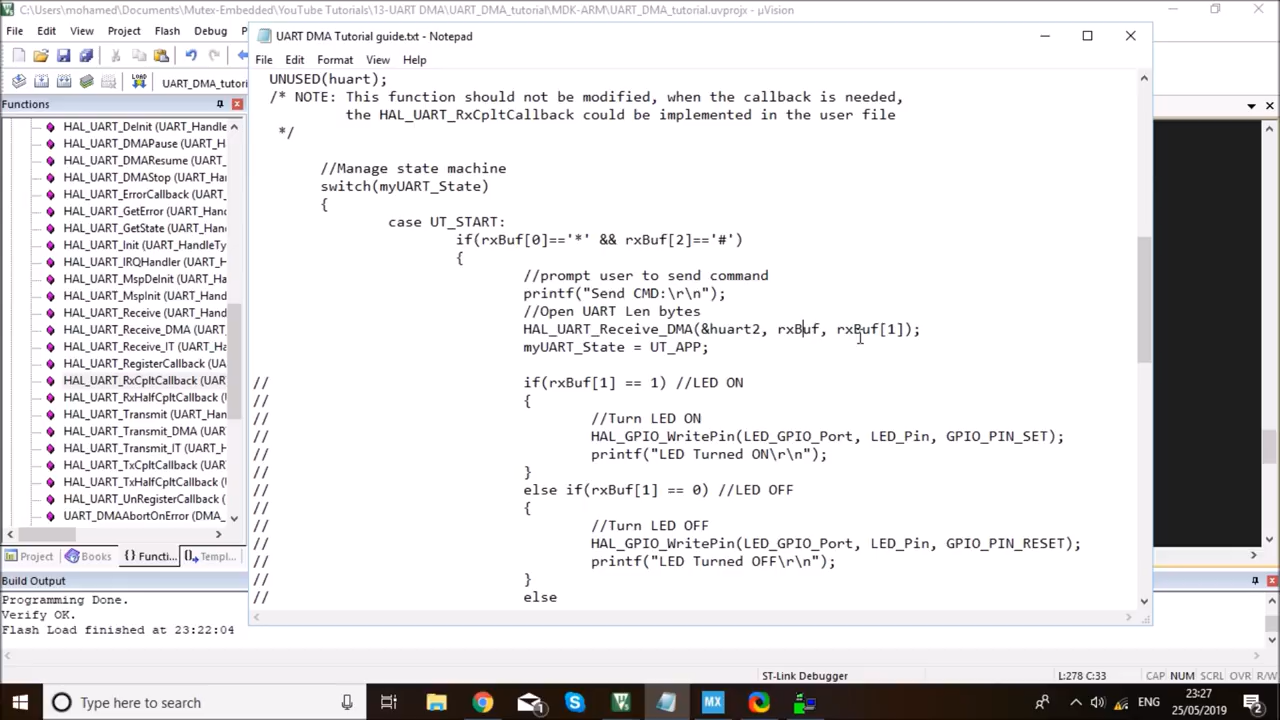 C:\Users\mohamed\Documents\Mutex-Embedded\YouTube Tutorials\13-UART DMA\UART_DMA_tutorial\MDK-ARM\UART_DMA_tutorial.uvprojx - µVision
File Edit View Project Flash Debug
UART DMA Tutorial guide.txt - Notepad
File Edit Format View Help
LOAD UART_DMA_tutori
Functions
HAL_UART_DeInit (UART_Handle
HAL_UART_DMAPause (UART_H
HAL_UART_DMAResume (UART_
HAL_UART_DMAStop (UART_Har
HAL_UART_ErrorCallback (UART_
HAL_UART_GetError (UART_Hand
HAL_UART_GetState (UART_Hand
HAL_UART_Init (UART_HandleTy
HAL_UART_IRQHandler (UART_H
HAL_UART_MspDeInit (UART_Ha
HAL_UART_MspInit (UART_Hand
HAL_UART_Receive (UART_Hand
HAL_UART_Receive_DMA (UART_
HAL_UART_Receive_IT (UART_Ha
HAL_UART_RegisterCallback (UA
HAL_UART_RxCpltCallback (UAR
HAL_UART_RxHalfCpltCallback (U
HAL_UART_Transmit (UART_Han
HAL_UART_Transmit_DMA (UAR
HAL_UART_Transmit_IT (UART_H
HAL_UART_TxCpltCallback (UAR
HAL_UART_TxHalfCpltCallback (U
HAL_UART_UnRegisterCallback (
UART_DMAAbortOnError (DMA_
Project Books {} Functi... Templ...
UNUSED(huart);
/* NOTE: This function should not be modified, when the callback is needed,
the HAL_UART_RxCpltCallback could be implemented in the user file
*/
//Manage state machine
switch(myUART_State)
{
case UT_START:
if(rxBuf[0]=='*' && rxBuf[2]=='#')
{
//prompt user to send command
printf("Send CMD:\r\n");
//Open UART Len bytes
HAL_UART_Receive_DMA(&huart2, rxBuf, rxBuf[1]);
myUART_State = UT_APP;
// if(rxBuf[1] == 1) //LED ON
// {
// //Turn LED ON
// HAL_GPIO_WritePin(LED_GPIO_Port, LED_Pin, GPIO_PIN_SET);
// printf("LED Turned ON\r\n");
// }
// else if(rxBuf[1] == 0) //LED OFF
// {
// //Turn LED OFF
// HAL_GPIO_WritePin(LED_GPIO_Port, LED_Pin, GPIO_PIN_RESET);
// printf("LED Turned OFF\r\n");
// }
// else
Build Output
Programming Done.
Verify OK.
Flash Load finished at 23:22:04
ST-Link Debugger L:278 C:33 CAP NUM SCRL OVR R/W
Type here to search MX ENG 23:27
25/05/2019 2